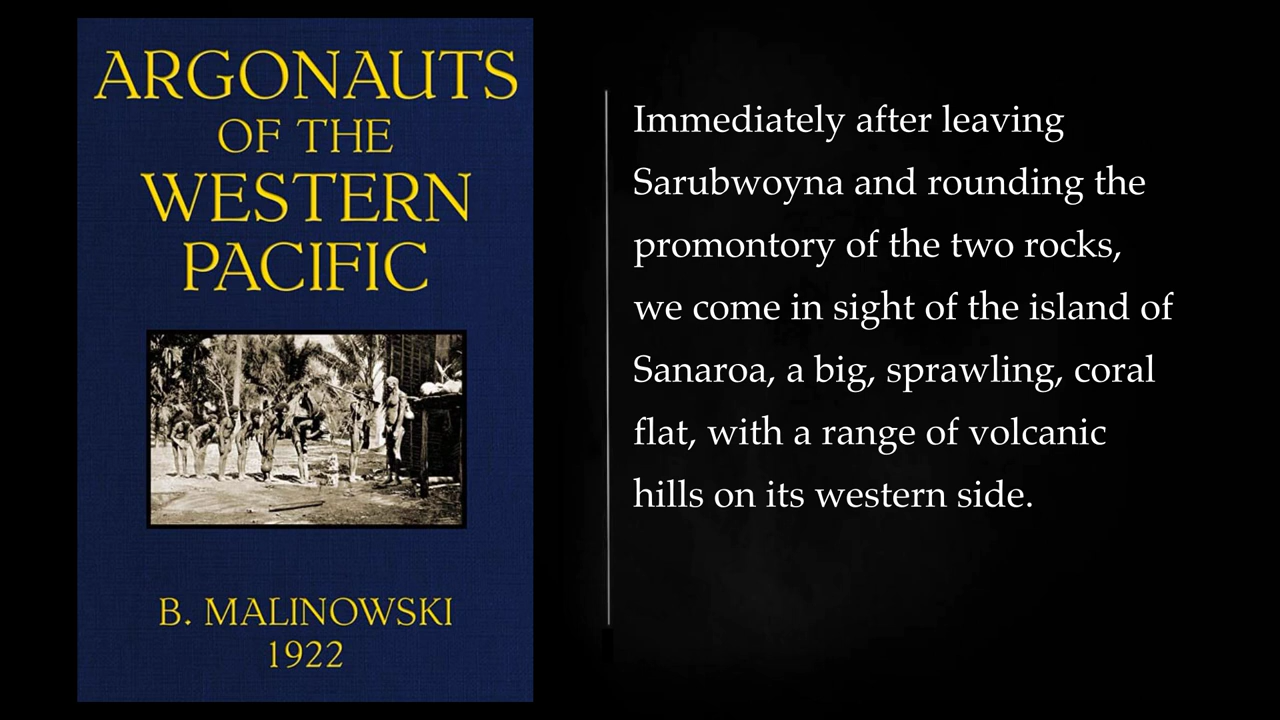 ARGONAUTS
OF THE
WESTERN
PACIFIC
B. MALINOWSKI
1922
Immediately after leaving
Sarubwoyna and rounding the
promontory of the two rocks,
we come in sight of the island of
Sanaroa, a big, sprawling, coral
flat, with a range of volcanic
hills on its western side.